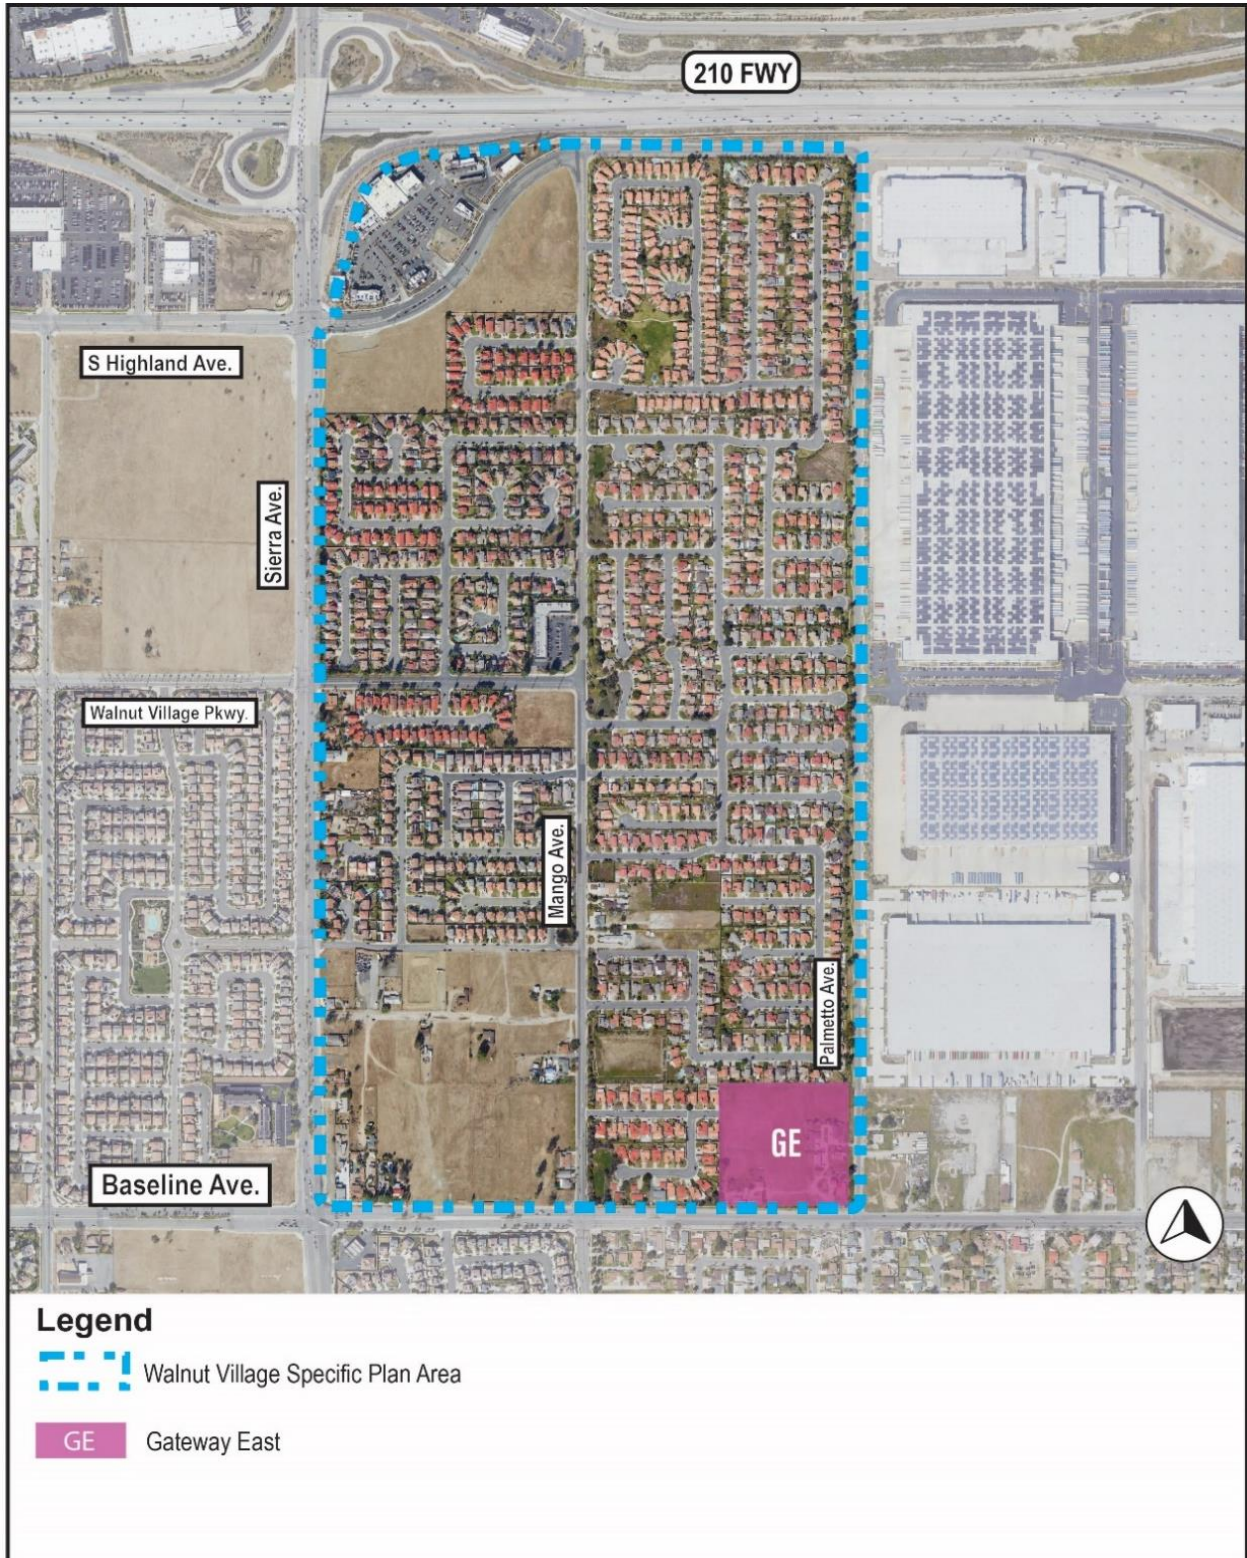 210 FWY
S Highland Ave.
Sierra Ave.
Walnut Village Pkwy.
Mango Ave.
Palmetto Ave.
GE
Baseline Ave.
Legend
Walnut Village Specific Plan Area
GE Gateway East